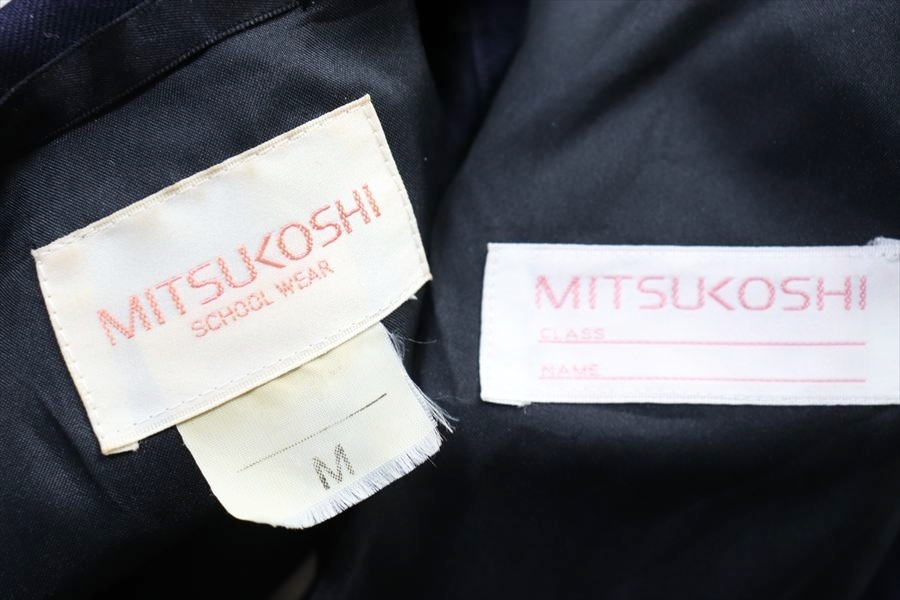 MITSUKOSHI
SCHOOL WEAR
M
MITSUKOSHI
CLASS
NAME